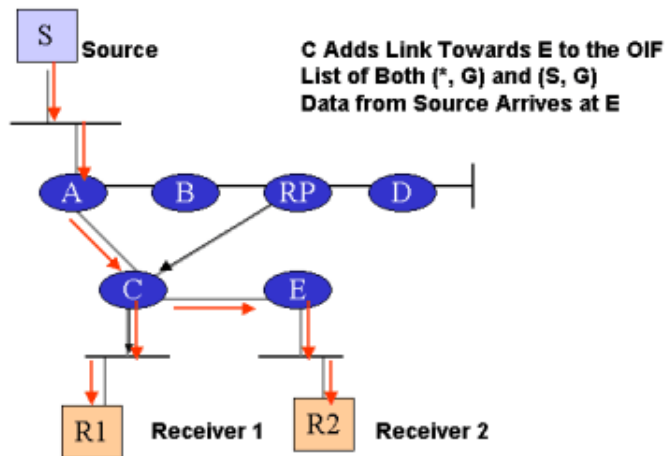 S
Source
C Adds Link Towards E to the OIF
List of Both (*, G) and (S, G)
Data from Source Arrives at E
A
B
RP
D
C
E
R1
Receiver 1
R2
Receiver 2